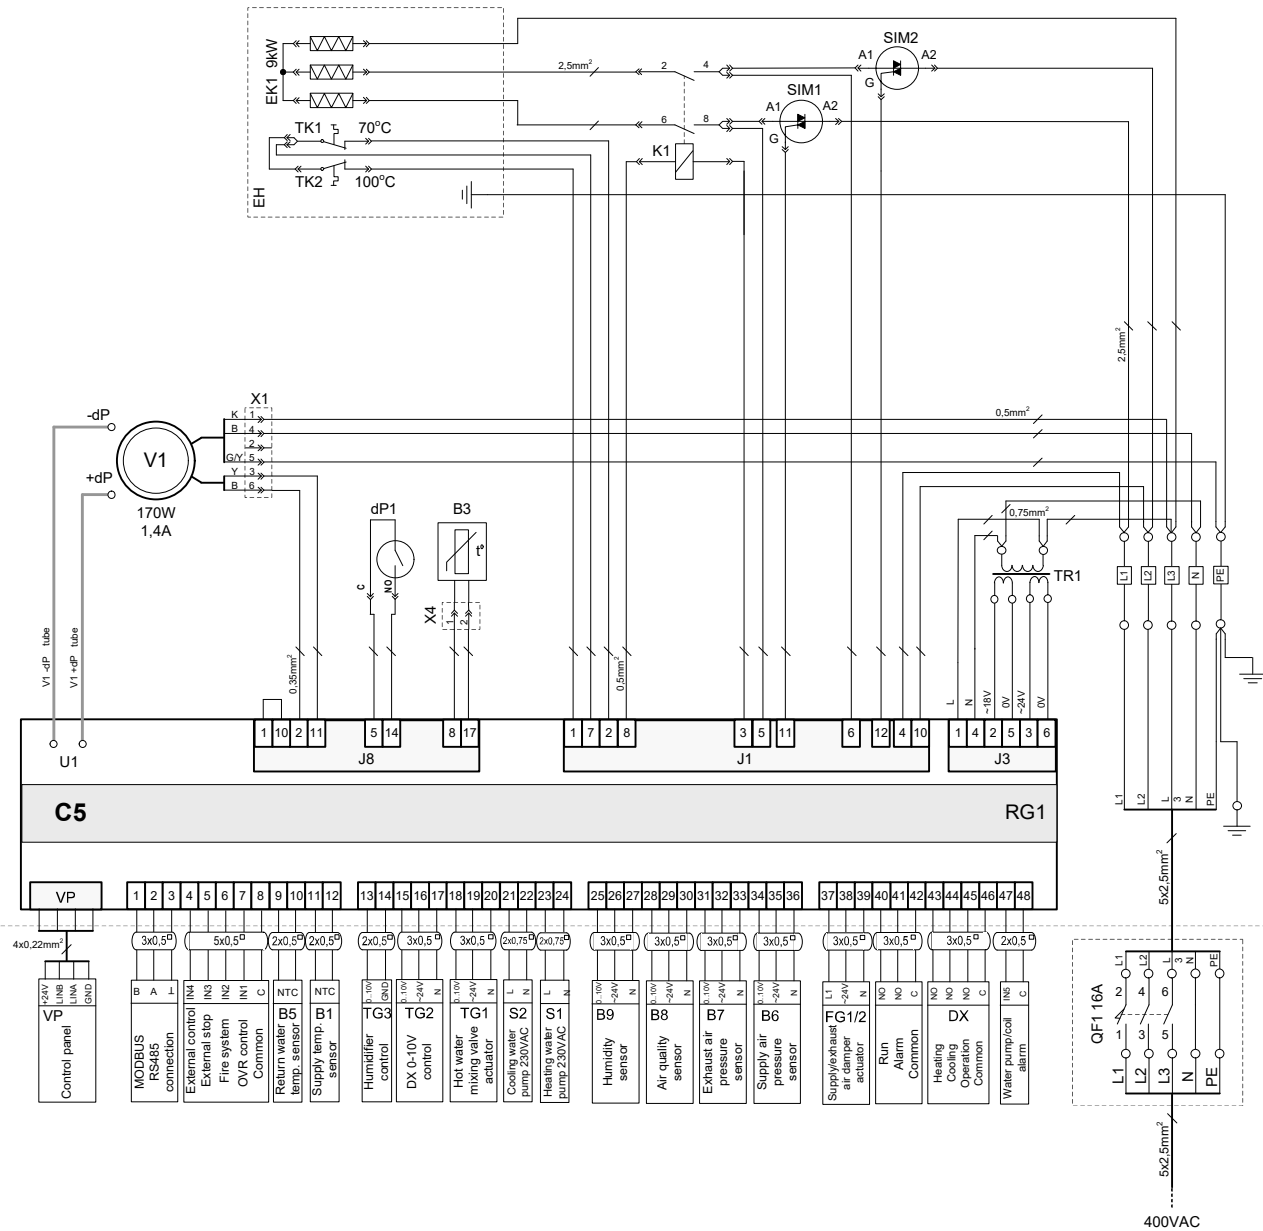 SIM2
A1
A2
G
EK1 9kW
2,5mm²
2
4
SIM1
A1
A2
G
6
8
TK1
70°C
K1
TK2
100°C
EH
2,5mm²
X1
-dP
K
1
0,5mm²
B
4
2
V1
G/Y
5
+dP
Y
3
B
6
170W
1,4A
dP1
B3
t°
C
NO
0,75mm²
TR1
L1
L2
L3
N
PE
X4
1
2
V1 -dP tube
V1 +dP tube
0,35mm²
0,5mm²
L
N
~18V
0V
~24V
0V
1 10 2 11
5 14
8 17
1 7 2 8
3 5 11
6
12
4 10
1 4 2 5 3 6
U1
J8
J1
J3
C5
RG1
L1
L2
L
3
N
PE
5x2,5mm²
VP
1 2 3 4 5 6 7 8 9 10 11 12
13 14 15 16 17 18 19 20 21 22 23 24
25 26 27 28 29 30 31 32 33 34 35 36
37 38 39 40 41 42 43 44 45 46 47 48
4x0,22mm²
3x0,5
5x0,5
2x0,5
2x0,5
2x0,5
3x0,5
3x0,5
2x0,75
2x0,75
3x0,5
3x0,5
3x0,5
3x0,5
3x0,5
3x0,5
3x0,5
2x0,5
+24V
LINB
LINA
GND
VP
Control panel
B
A
⊥
MODBUS
RS485
connection
IN4
IN3
IN2
IN1
C
External control
External stop
Fire system
OVR control
Common
NTC
B5
Return water
temp. sensor
NTC
B1
Supply temp.
sensor
0..10V
GND
TG3
Humidifier
control
0..10V
~24V
N
TG2
DX 0-10V
control
0..10V
~24V
N
TG1
Hot water
mixing valve
actuator
L
N
S2
Cooling water
pump 230VAC
L
N
S1
Heating water
pump 230VAC
0..10V
~24V
N
B9
Humidity
sensor
0..10V
~24V
N
B8
Air quality
sensor
0..10V
~24V
N
B7
Exhaust air
pressure
sensor
0..10V
~24V
N
B6
Supply air
pressure
sensor
L1
~24V
N
FG1/2
Supply/exhaust
air damper
actuator
NO
NO
C
Run
Alarm
Common
NO
NO
NO
C
DX
Heating
Cooling
Operation
Common
IN5
C
Water pump/coil
alarm
L1
L2
L
3
N
PE
QF1 16A
2
4
6
1
3
5
L1
L2
L3
N
PE
5x2,5mm²
400VAC